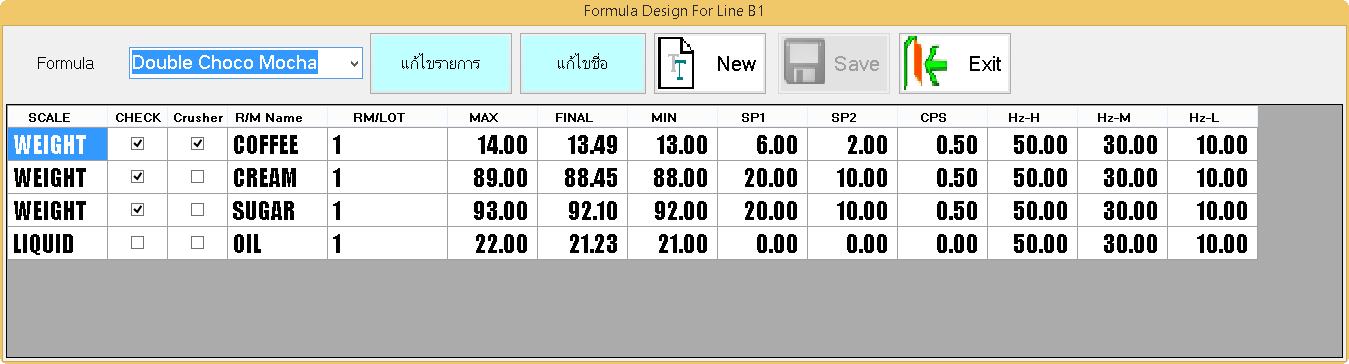 Formula Design For Line B1
Formula Double Choco Mocha แก้ไขรายการ แก้ไขชื่อ New Save Exit
SCALE CHECK Crusher R/M Name RM/LOT MAX FINAL MIN SP1 SP2 CPS Hz-H Hz-M Hz-L
WEIGHT COFFEE 1 14.00 13.49 13.00 6.00 2.00 0.50 50.00 30.00 10.00
WEIGHT CREAM 1 89.00 88.45 88.00 20.00 10.00 0.50 50.00 30.00 10.00
WEIGHT SUGAR 1 93.00 92.10 92.00 20.00 10.00 0.50 50.00 30.00 10.00
LIQUID OIL 1 22.00 21.23 21.00 0.00 0.00 0.00 50.00 30.00 10.00